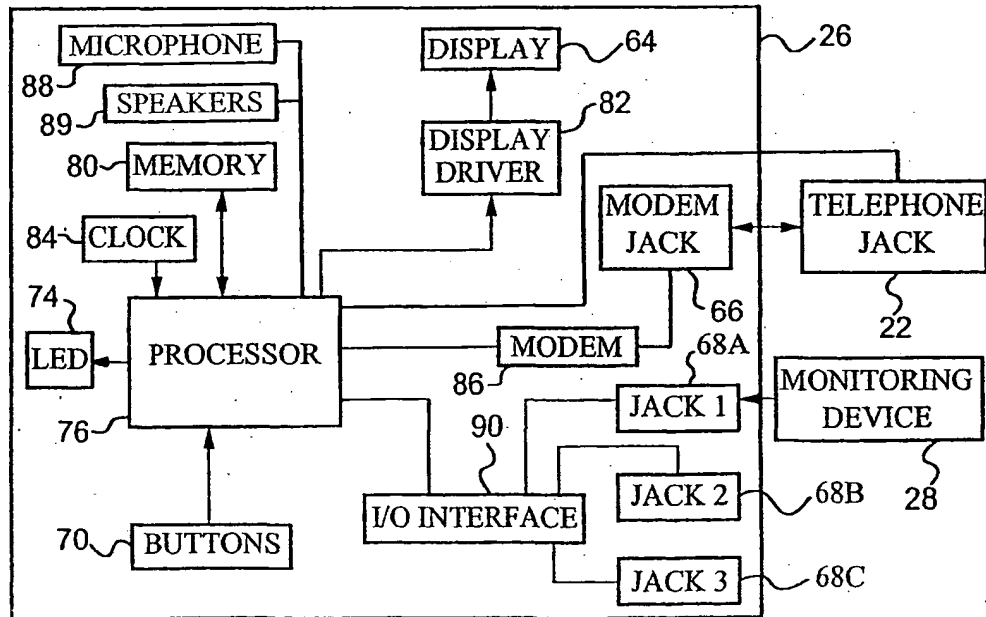 MICROPHONE
88
SPEAKERS
89
80
MEMORY
84
CLOCK
74
LED
PROCESSOR
76
70
BUTTONS
DISPLAY
64
26
DISPLAY
DRIVER
82
MODEM
JACK
66
TELEPHONE
JACK
22
MODEM
86
68A
JACK 1
MONITORING
DEVICE
28
90
I/O INTERFACE
JACK 2
68B
JACK 3
68C